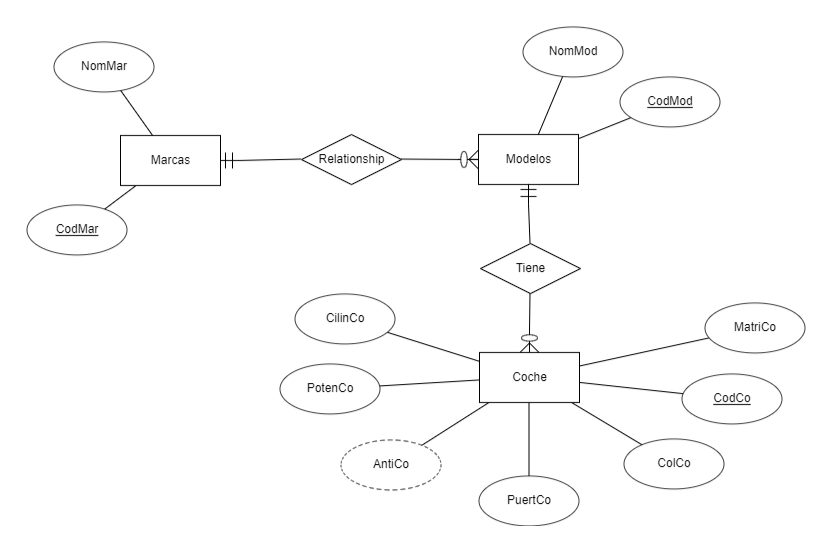 NomMod
NomMar
CodMod
Marcas
Relationship
Modelos
CodMar
Tiene
CilinCo
MatriCo
Coche
PotenCo
CodCo
AntiCo
ColCo
PuertCo